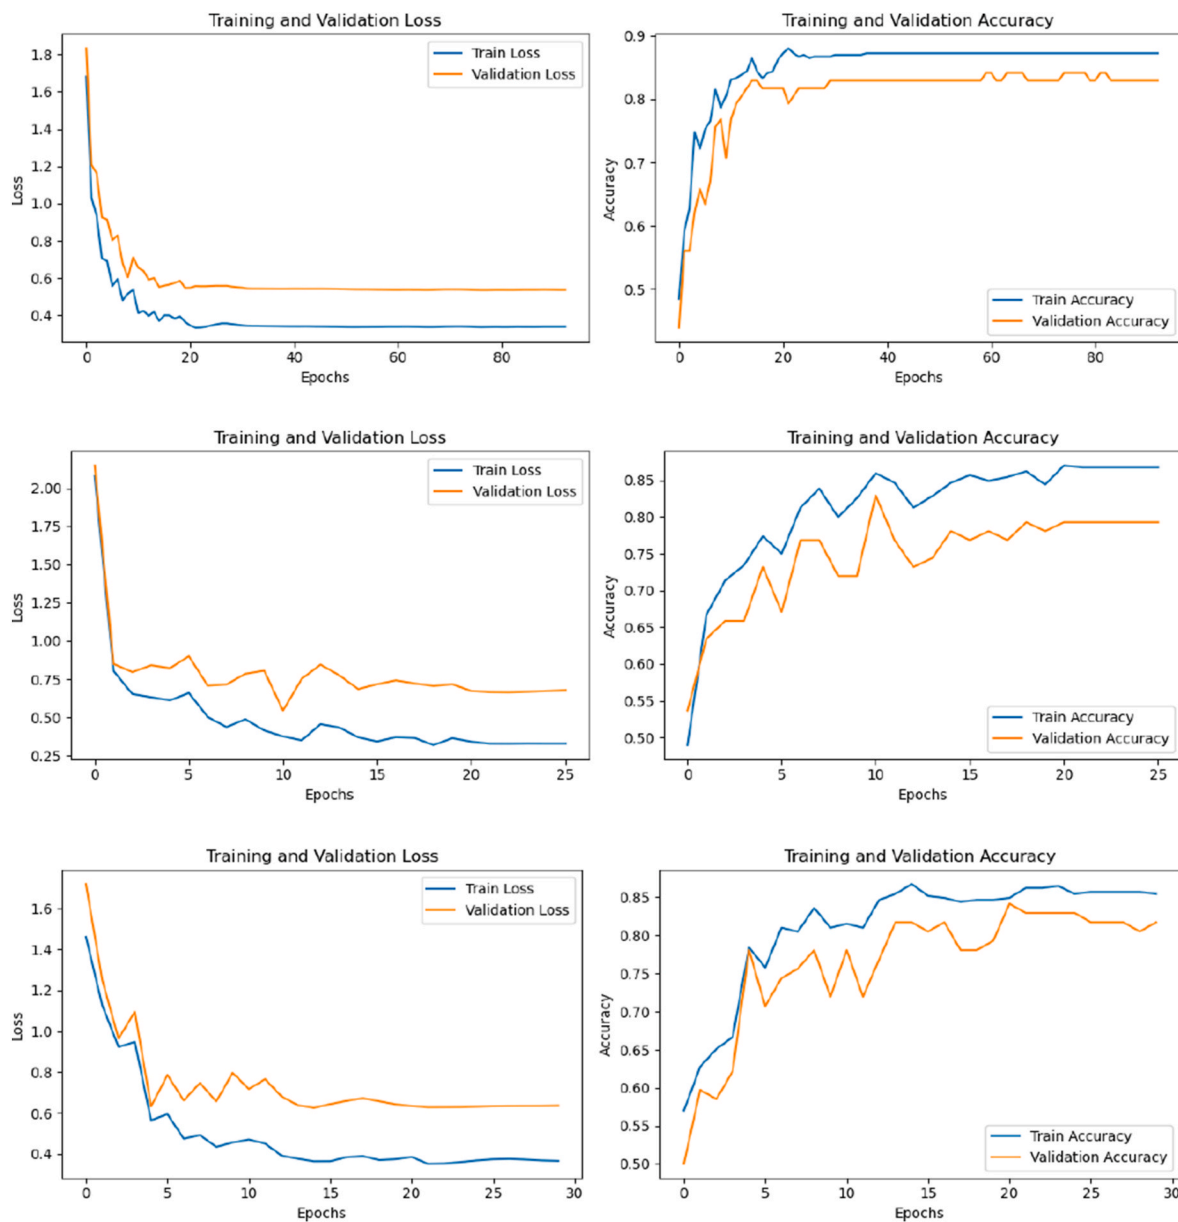 Training and Validation Loss
Train Loss
Validation Loss
1.8
1.6
1.4
1.2
1.0
0.8
0.6
0.4
Loss
0 20 40 60 80
Epochs
Training and Validation Accuracy
0.9
0.8
0.7
0.6
0.5
Accuracy
Train Accuracy
Validation Accuracy
0 20 40 60 80
Epochs
Training and Validation Loss
Train Loss
Validation Loss
2.00
1.75
1.50
1.25
1.00
0.75
0.50
0.25
Loss
0 5 10 15 20 25
Epochs
Training and Validation Accuracy
0.85
0.80
0.75
0.70
0.65
0.60
0.55
0.50
Accuracy
Train Accuracy
Validation Accuracy
0 5 10 15 20 25
Epochs
Training and Validation Loss
Train Loss
Validation Loss
1.6
1.4
1.2
1.0
0.8
0.6
0.4
Loss
0 5 10 15 20 25 30
Epochs
Training and Validation Accuracy
0.85
0.80
0.75
0.70
0.65
0.60
0.55
0.50
Accuracy
Train Accuracy
Validation Accuracy
0 5 10 15 20 25 30
Epochs